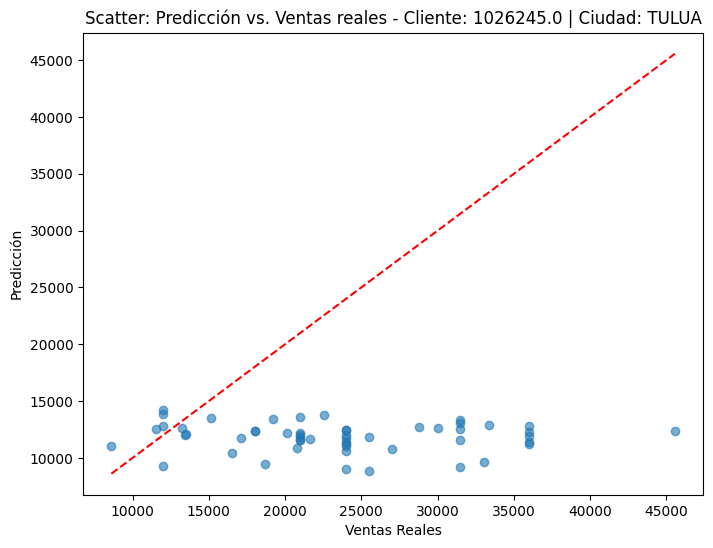 Scatter: Predicción vs. Ventas reales - Cliente: 1026245.0 | Ciudad: TULUA
45000
40000
35000
30000
25000
20000
15000
10000
Predicción
10000 15000 20000 25000 30000 35000 40000 45000
Ventas Reales